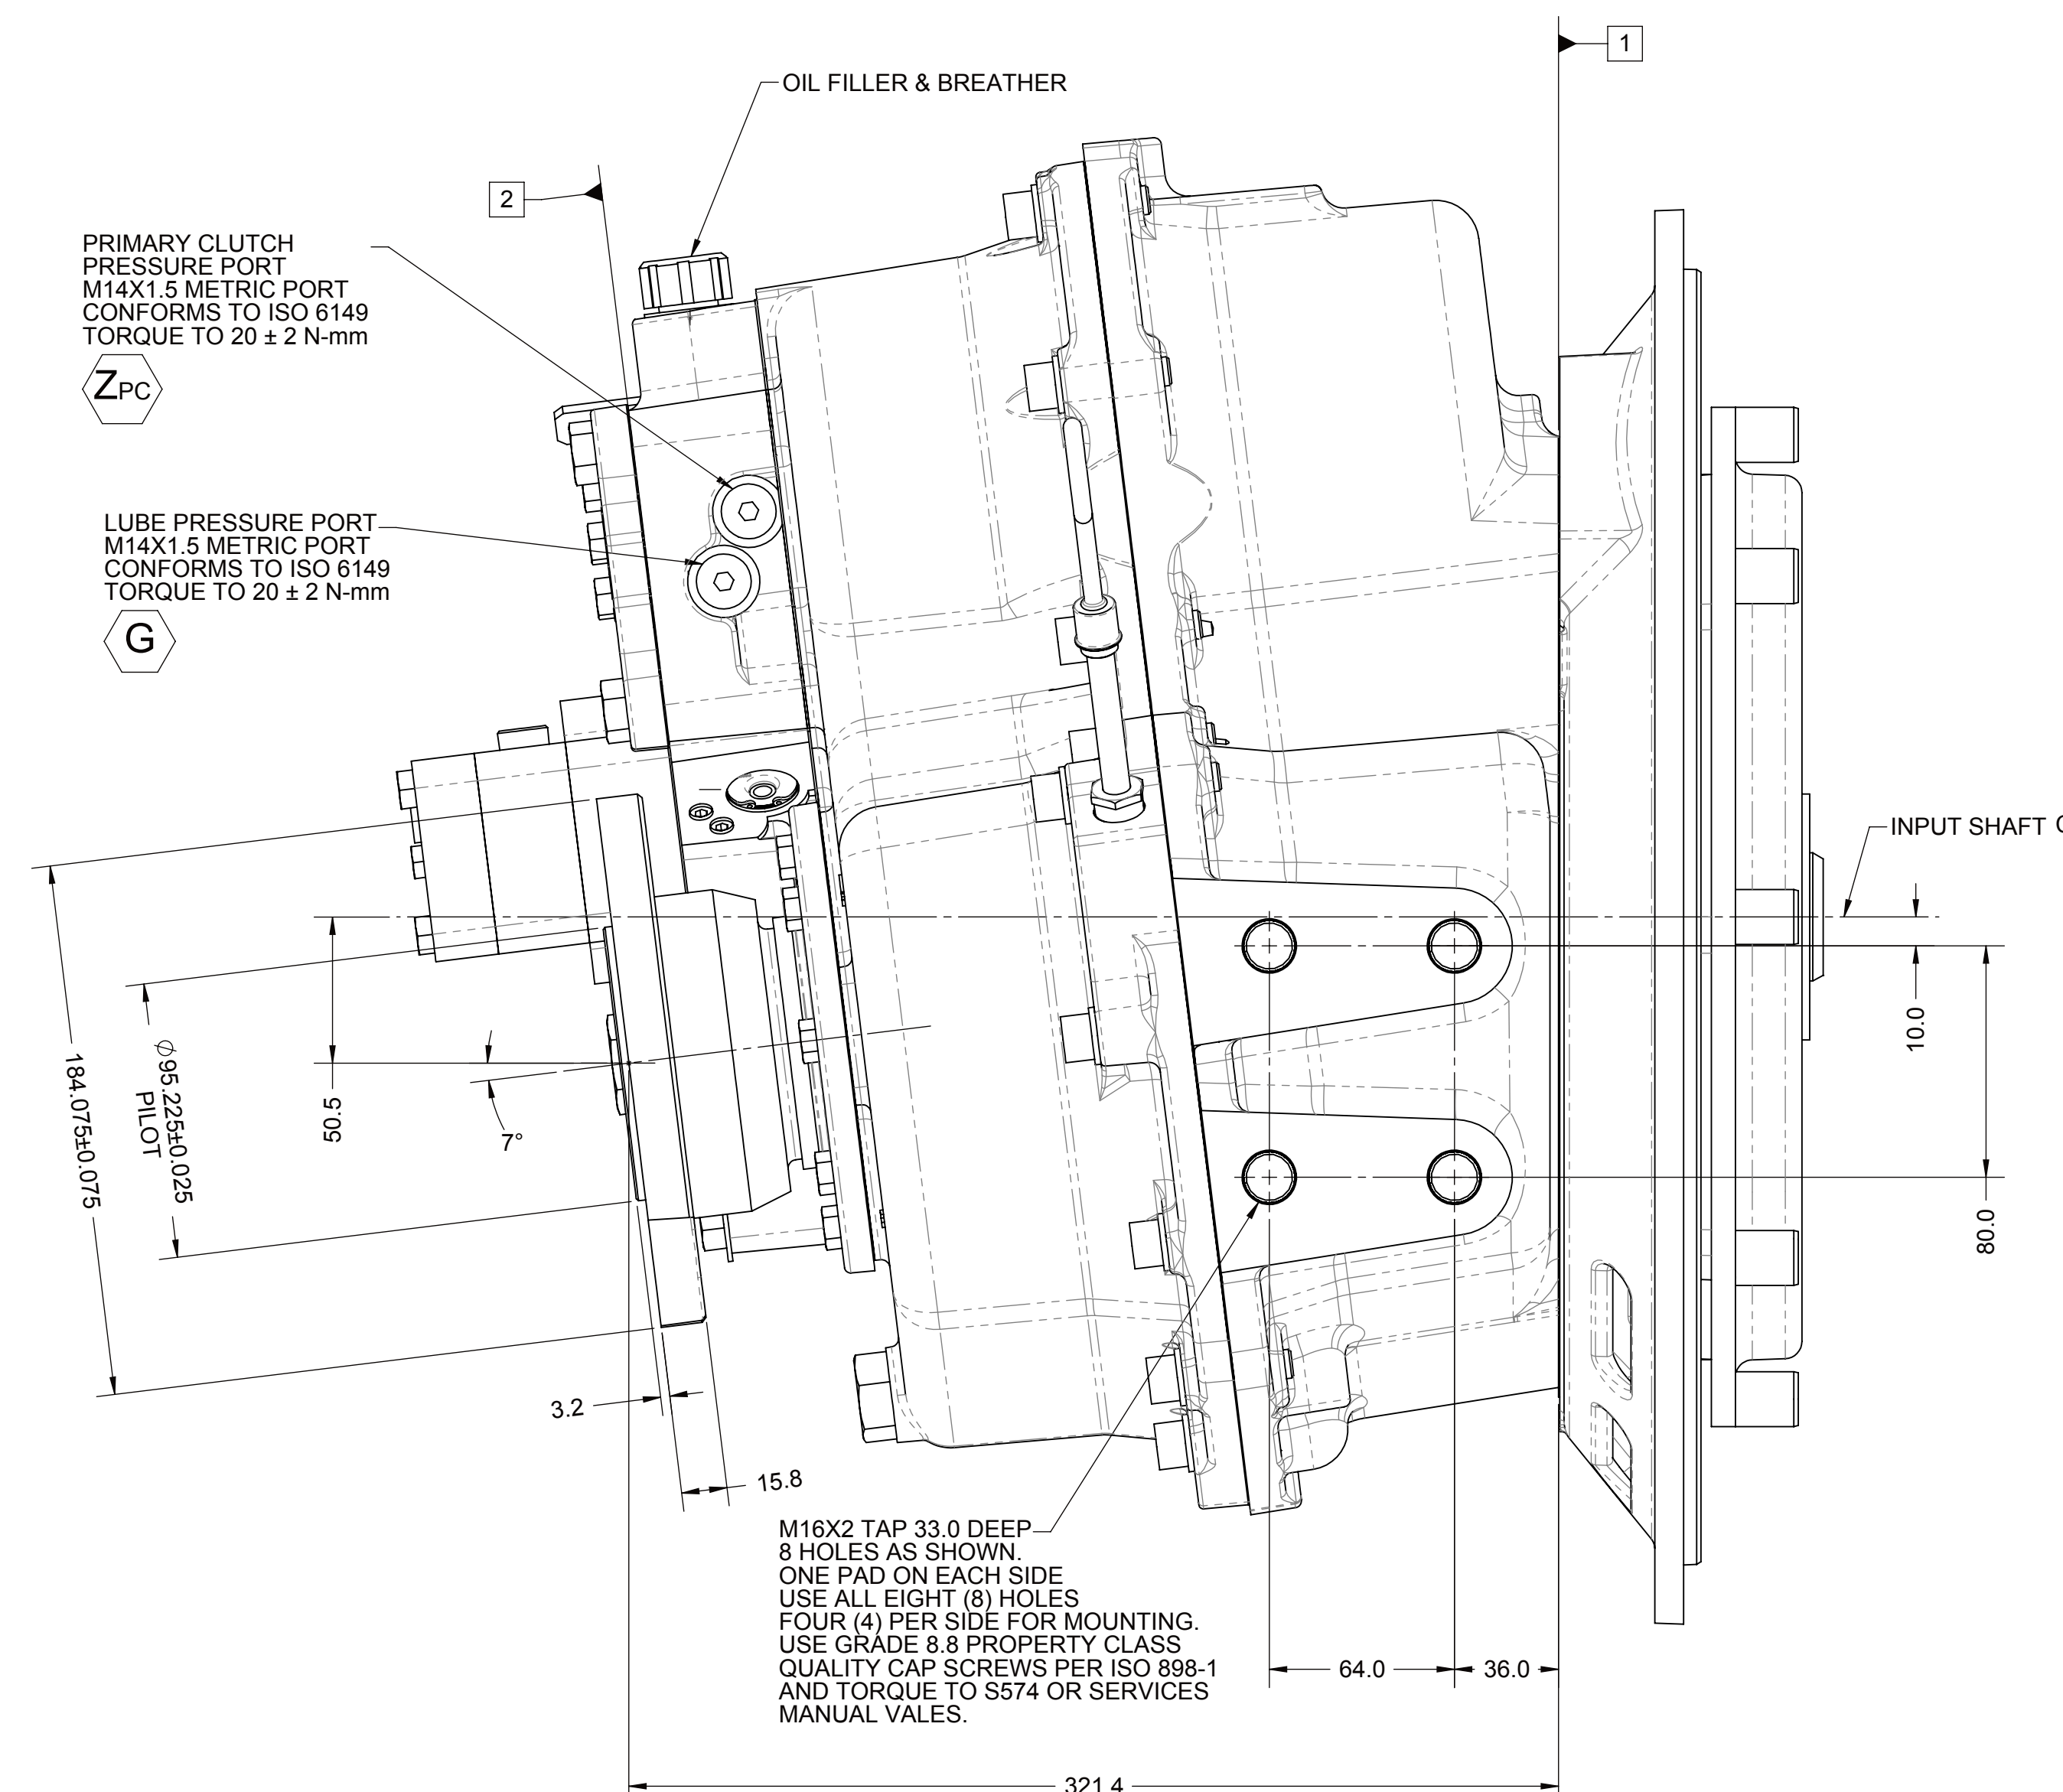 1
OIL FILLER & BREATHER
2
PRIMARY CLUTCH
PRESSURE PORT
M14X1.5 METRIC PORT
CONFORMS TO ISO 6149
TORQUE TO 20 ± 2 N-mm
ZPC
LUBE PRESSURE PORT
M14X1.5 METRIC PORT
CONFORMS TO ISO 6149
TORQUE TO 20 ± 2 N-mm
G
INPUT SHAFT
10.0
184.075±0.075
Ø95.225±0.025
PILOT
50.5
7°
80.0
3.2
15.8
M16X2 TAP 33.0 DEEP
8 HOLES AS SHOWN.
ONE PAD ON EACH SIDE
USE ALL EIGHT (8) HOLES
FOUR (4) PER SIDE FOR MOUNTING.
USE GRADE 8.8 PROPERTY CLASS
QUALITY CAP SCREWS PER ISO 898-1
AND TORQUE TO S574 OR SERVICES
MANUAL VALES.
64.0
36.0
321.4